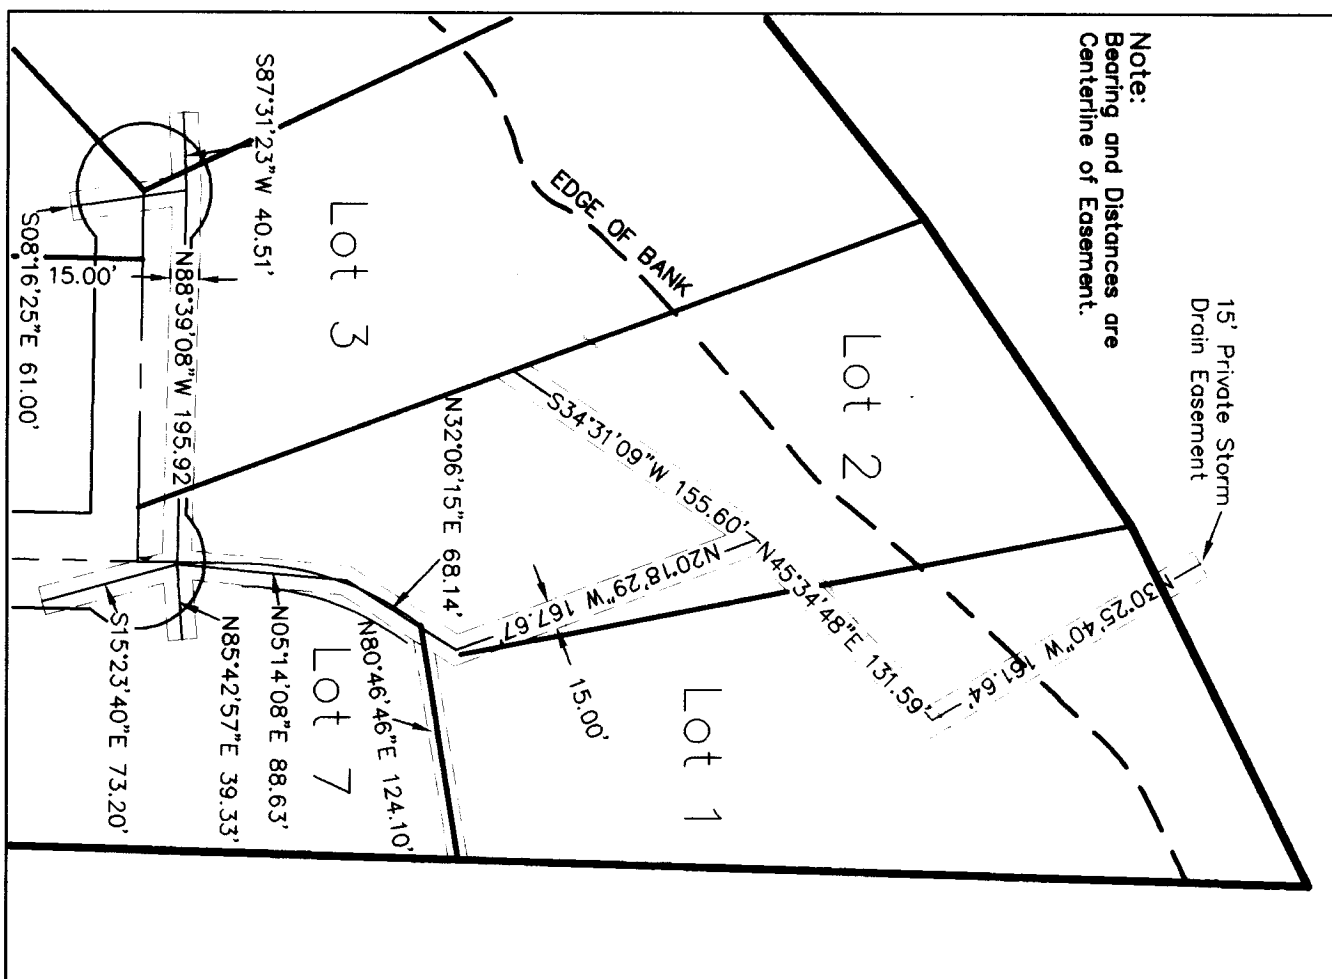 Note:
Bearing and Distances are
Centerline of Easement.
15' Private Storm
Drain Easement
EDGE OF BANK
Lot 2
Lot 3
Lot 1
Lot 7
S87°31'23"W 40.51'
S08°16'25"E 61.00'
15.00'
N88°39'08"W 195.92'
N32°06'15"E 68.14'
S34°31'09"W 155.60'
N20°18'29"W 167.67'
N45°34'48"E 131.59'
N30°25'40"W 161.64'
15.00'
N80°46'46"E 124.10'
N05°14'08"E 88.63'
N85°42'57"E 39.33'
S15°23'40"E 73.20'